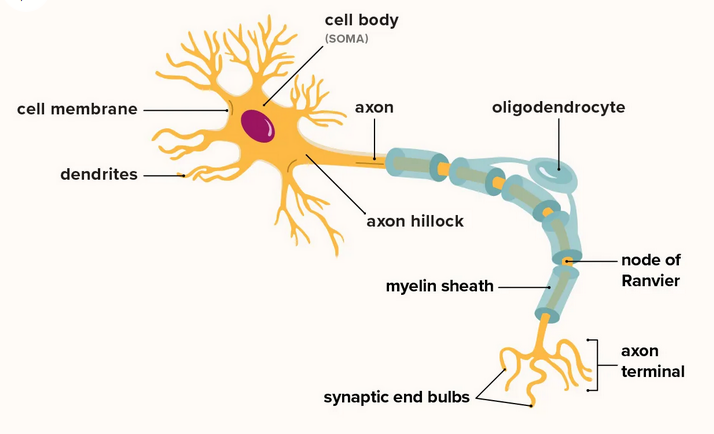 cell body
(SOMA)
cell membrane
axon
oligodendrocyte
dendrites
axon hillock
node of
Ranvier
myelin sheath
axon
terminal
synaptic end bulbs